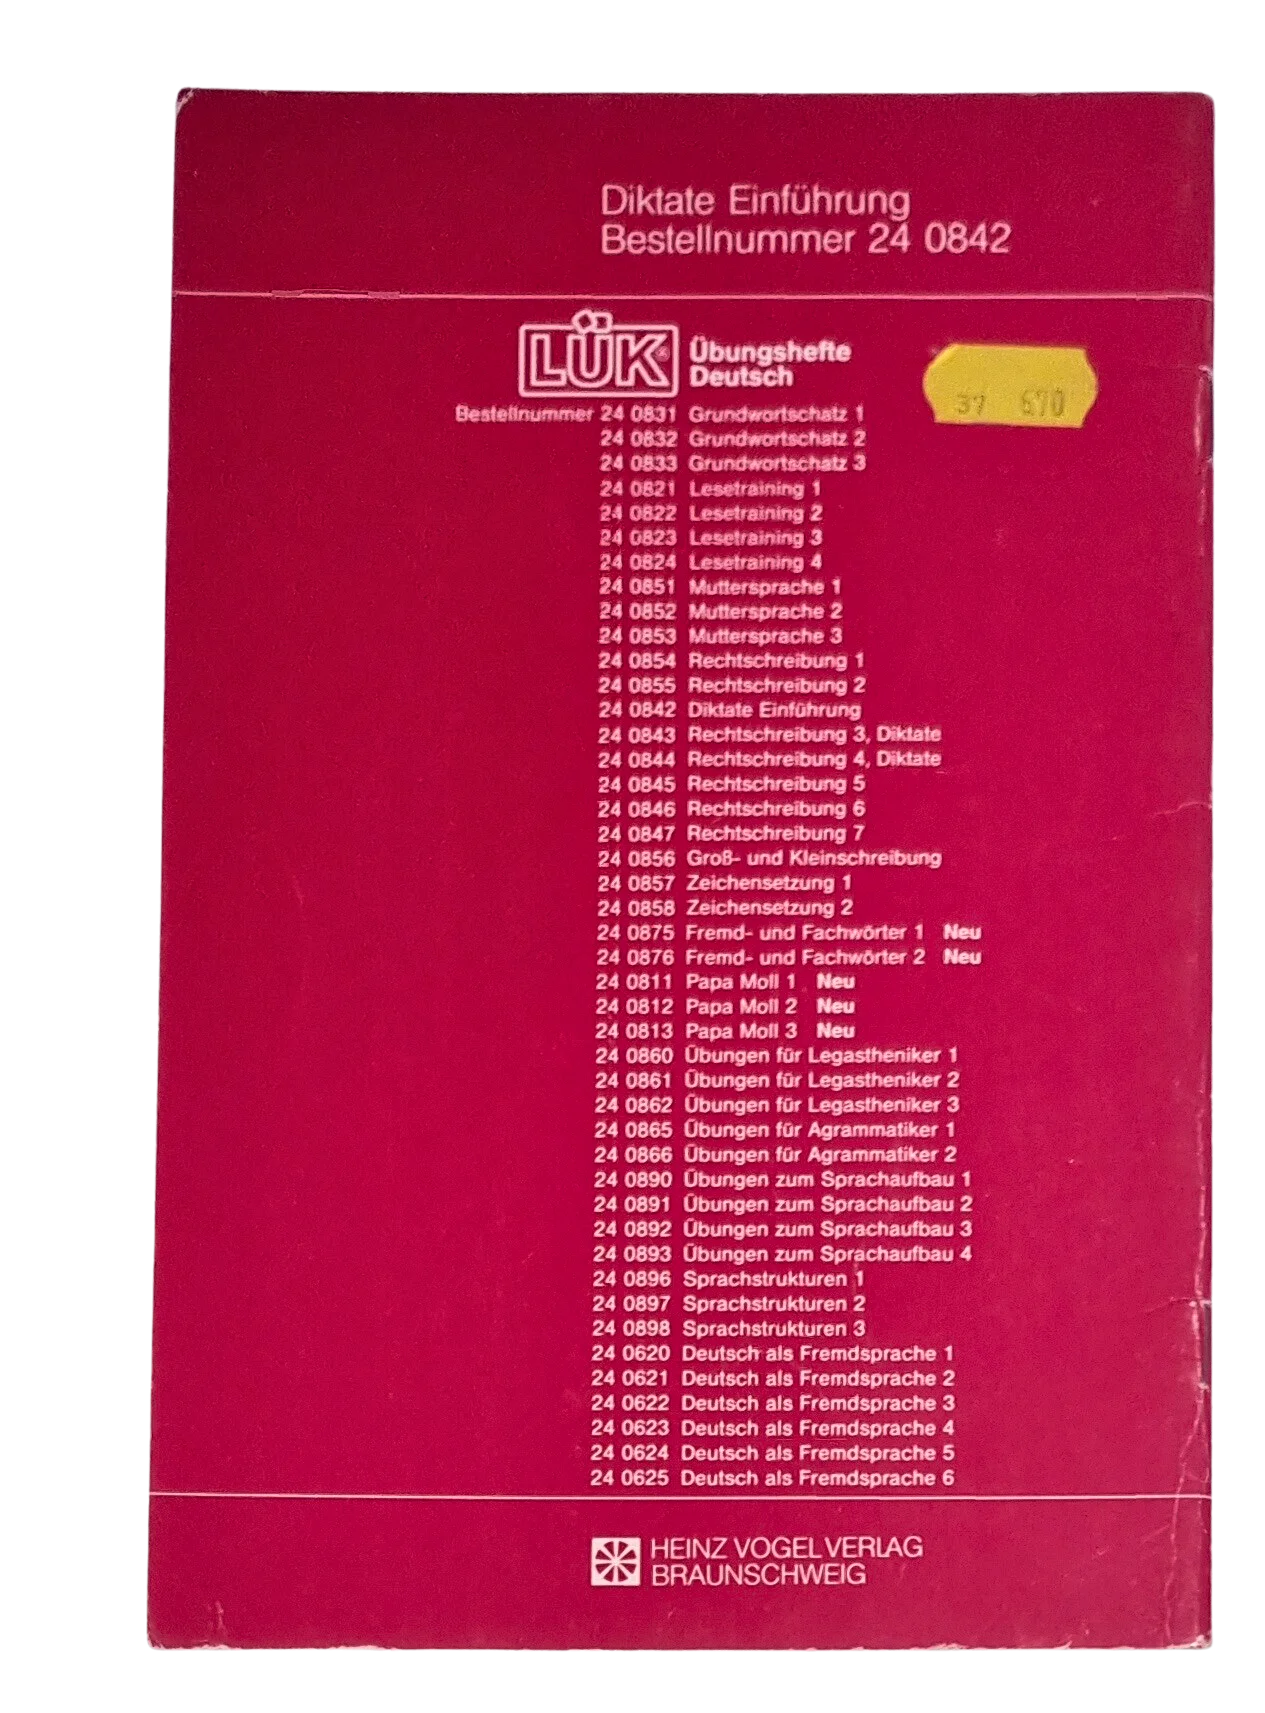 Diktate Einführung
Bestellnummer 24 0842
LÜK® Übungshefte
Deutsch
Bestellnummer 24 0831 Grundwortschatz 1
24 0832 Grundwortschatz 2
24 0833 Grundwortschatz 3
24 0821 Lesetraining 1
24 0822 Lesetraining 2
24 0823 Lesetraining 3
24 0824 Lesetraining 4
24 0851 Muttersprache 1
24 0852 Muttersprache 2
24 0853 Muttersprache 3
24 0854 Rechtschreibung 1
24 0855 Rechtschreibung 2
24 0842 Diktate Einführung
24 0843 Rechtschreibung 3, Diktate
24 0844 Rechtschreibung 4, Diktate
24 0845 Rechtschreibung 5
24 0846 Rechtschreibung 6
24 0847 Rechtschreibung 7
24 0856 Groß- und Kleinschreibung
24 0857 Zeichensetzung 1
24 0858 Zeichensetzung 2
24 0875 Fremd- und Fachwörter 1 Neu
24 0876 Fremd- und Fachwörter 2 Neu
24 0811 Papa Moll 1 Neu
24 0812 Papa Moll 2 Neu
24 0813 Papa Moll 3 Neu
24 0860 Übungen für Legastheniker 1
24 0861 Übungen für Legastheniker 2
24 0862 Übungen für Legastheniker 3
24 0865 Übungen für Agrammatiker 1
24 0866 Übungen für Agrammatiker 2
24 0890 Übungen zum Sprachaufbau 1
24 0891 Übungen zum Sprachaufbau 2
24 0892 Übungen zum Sprachaufbau 3
24 0893 Übungen zum Sprachaufbau 4
24 0896 Sprachstrukturen 1
24 0897 Sprachstrukturen 2
24 0898 Sprachstrukturen 3
24 0620 Deutsch als Fremdsprache 1
24 0621 Deutsch als Fremdsprache 2
24 0622 Deutsch als Fremdsprache 3
24 0623 Deutsch als Fremdsprache 4
24 0624 Deutsch als Fremdsprache 5
24 0625 Deutsch als Fremdsprache 6
HEINZ VOGEL VERLAG
BRAUNSCHWEIG